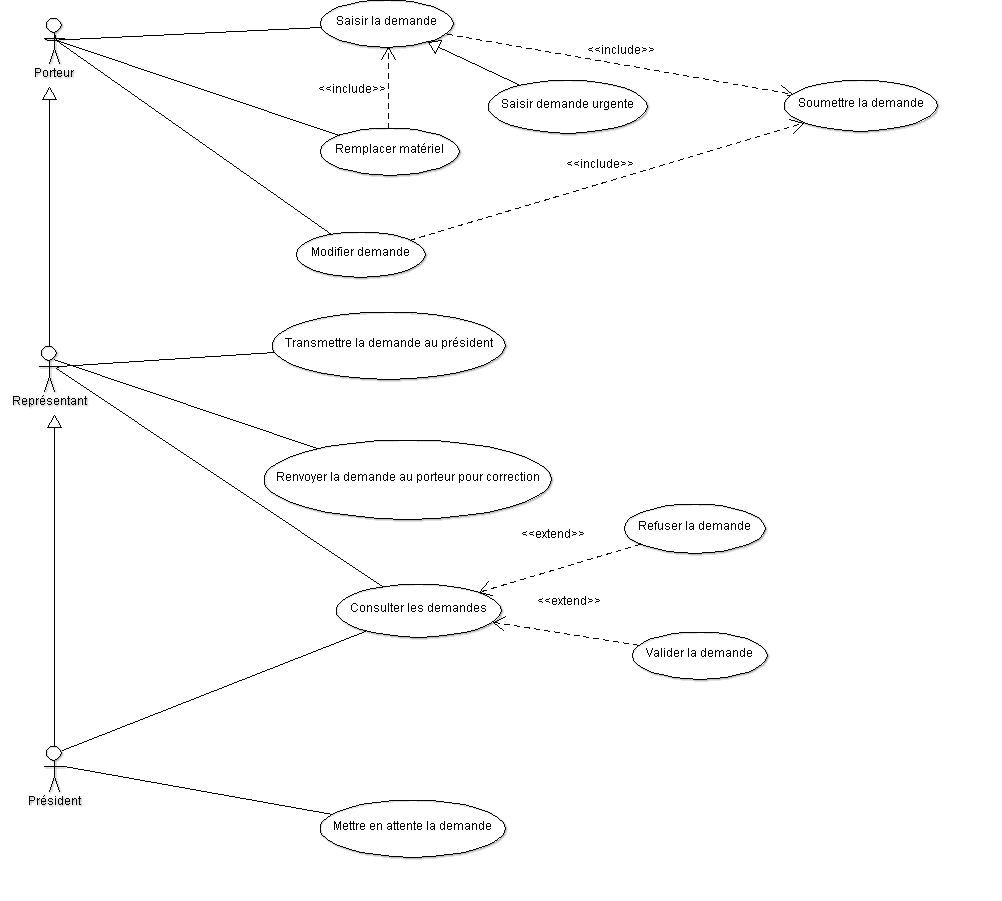 Saisir la demande
<<include>>
Porteur
<<include>>
Saisir demande urgente
Soumettre la demande
Remplacer matériel
<<include>>
Modifier demande
Transmettre la demande au président
Représentant
Renvoyer la demande au porteur pour correction
Refuser la demande
<<extend>>
<<extend>>
Consulter les demandes
Valider la demande
Président
Mettre en attente la demande